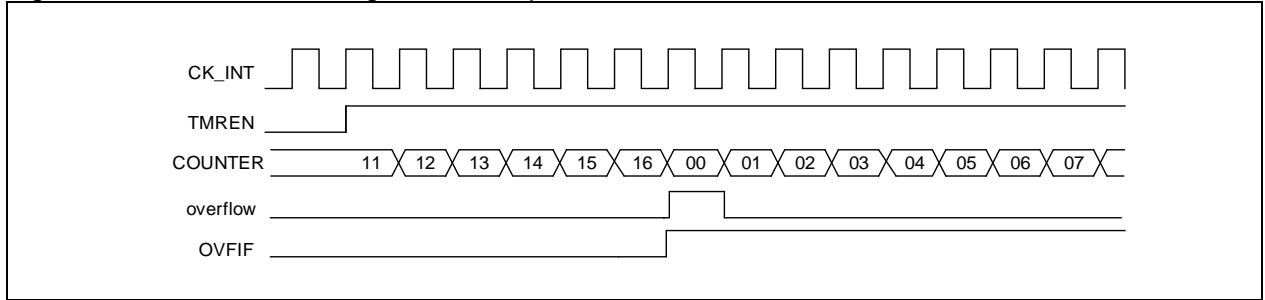 CK_INT
TMREN
COUNTER 11 12 13 14 15 16 00 01 02 03 04 05 06 07
overflow
OVFIF